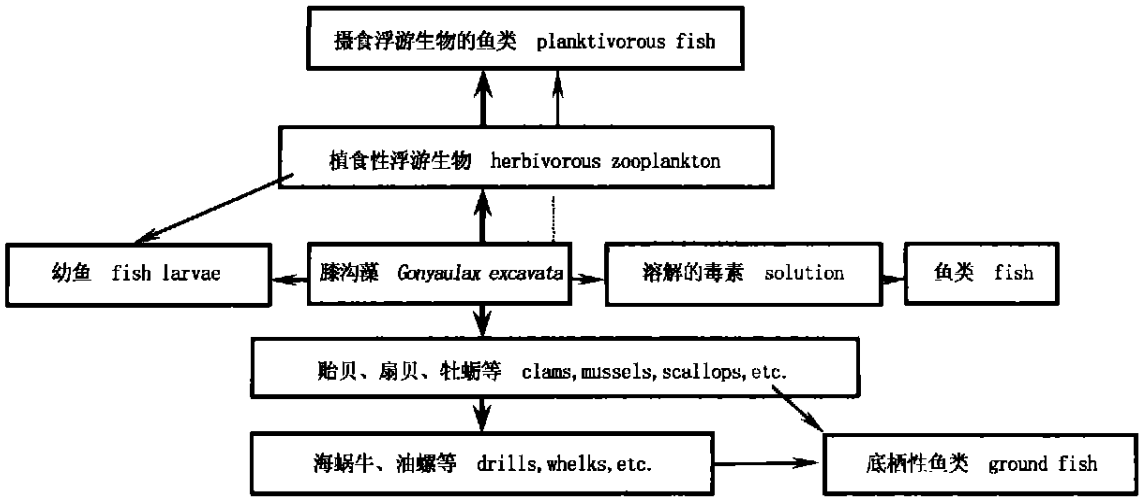 摄食浮游生物的鱼类 planktivorous fish
植食性浮游生物 herbivorous zooplankton
幼鱼 fish larvae
膝沟藻 Gonyaulax excavata
溶解的毒素 solution
鱼类 fish
贻贝、扇贝、牡蛎等 clams,mussels,scallops,etc.
海蜗牛、油螺等 drills,whelks,etc.
底栖性鱼类 ground fish